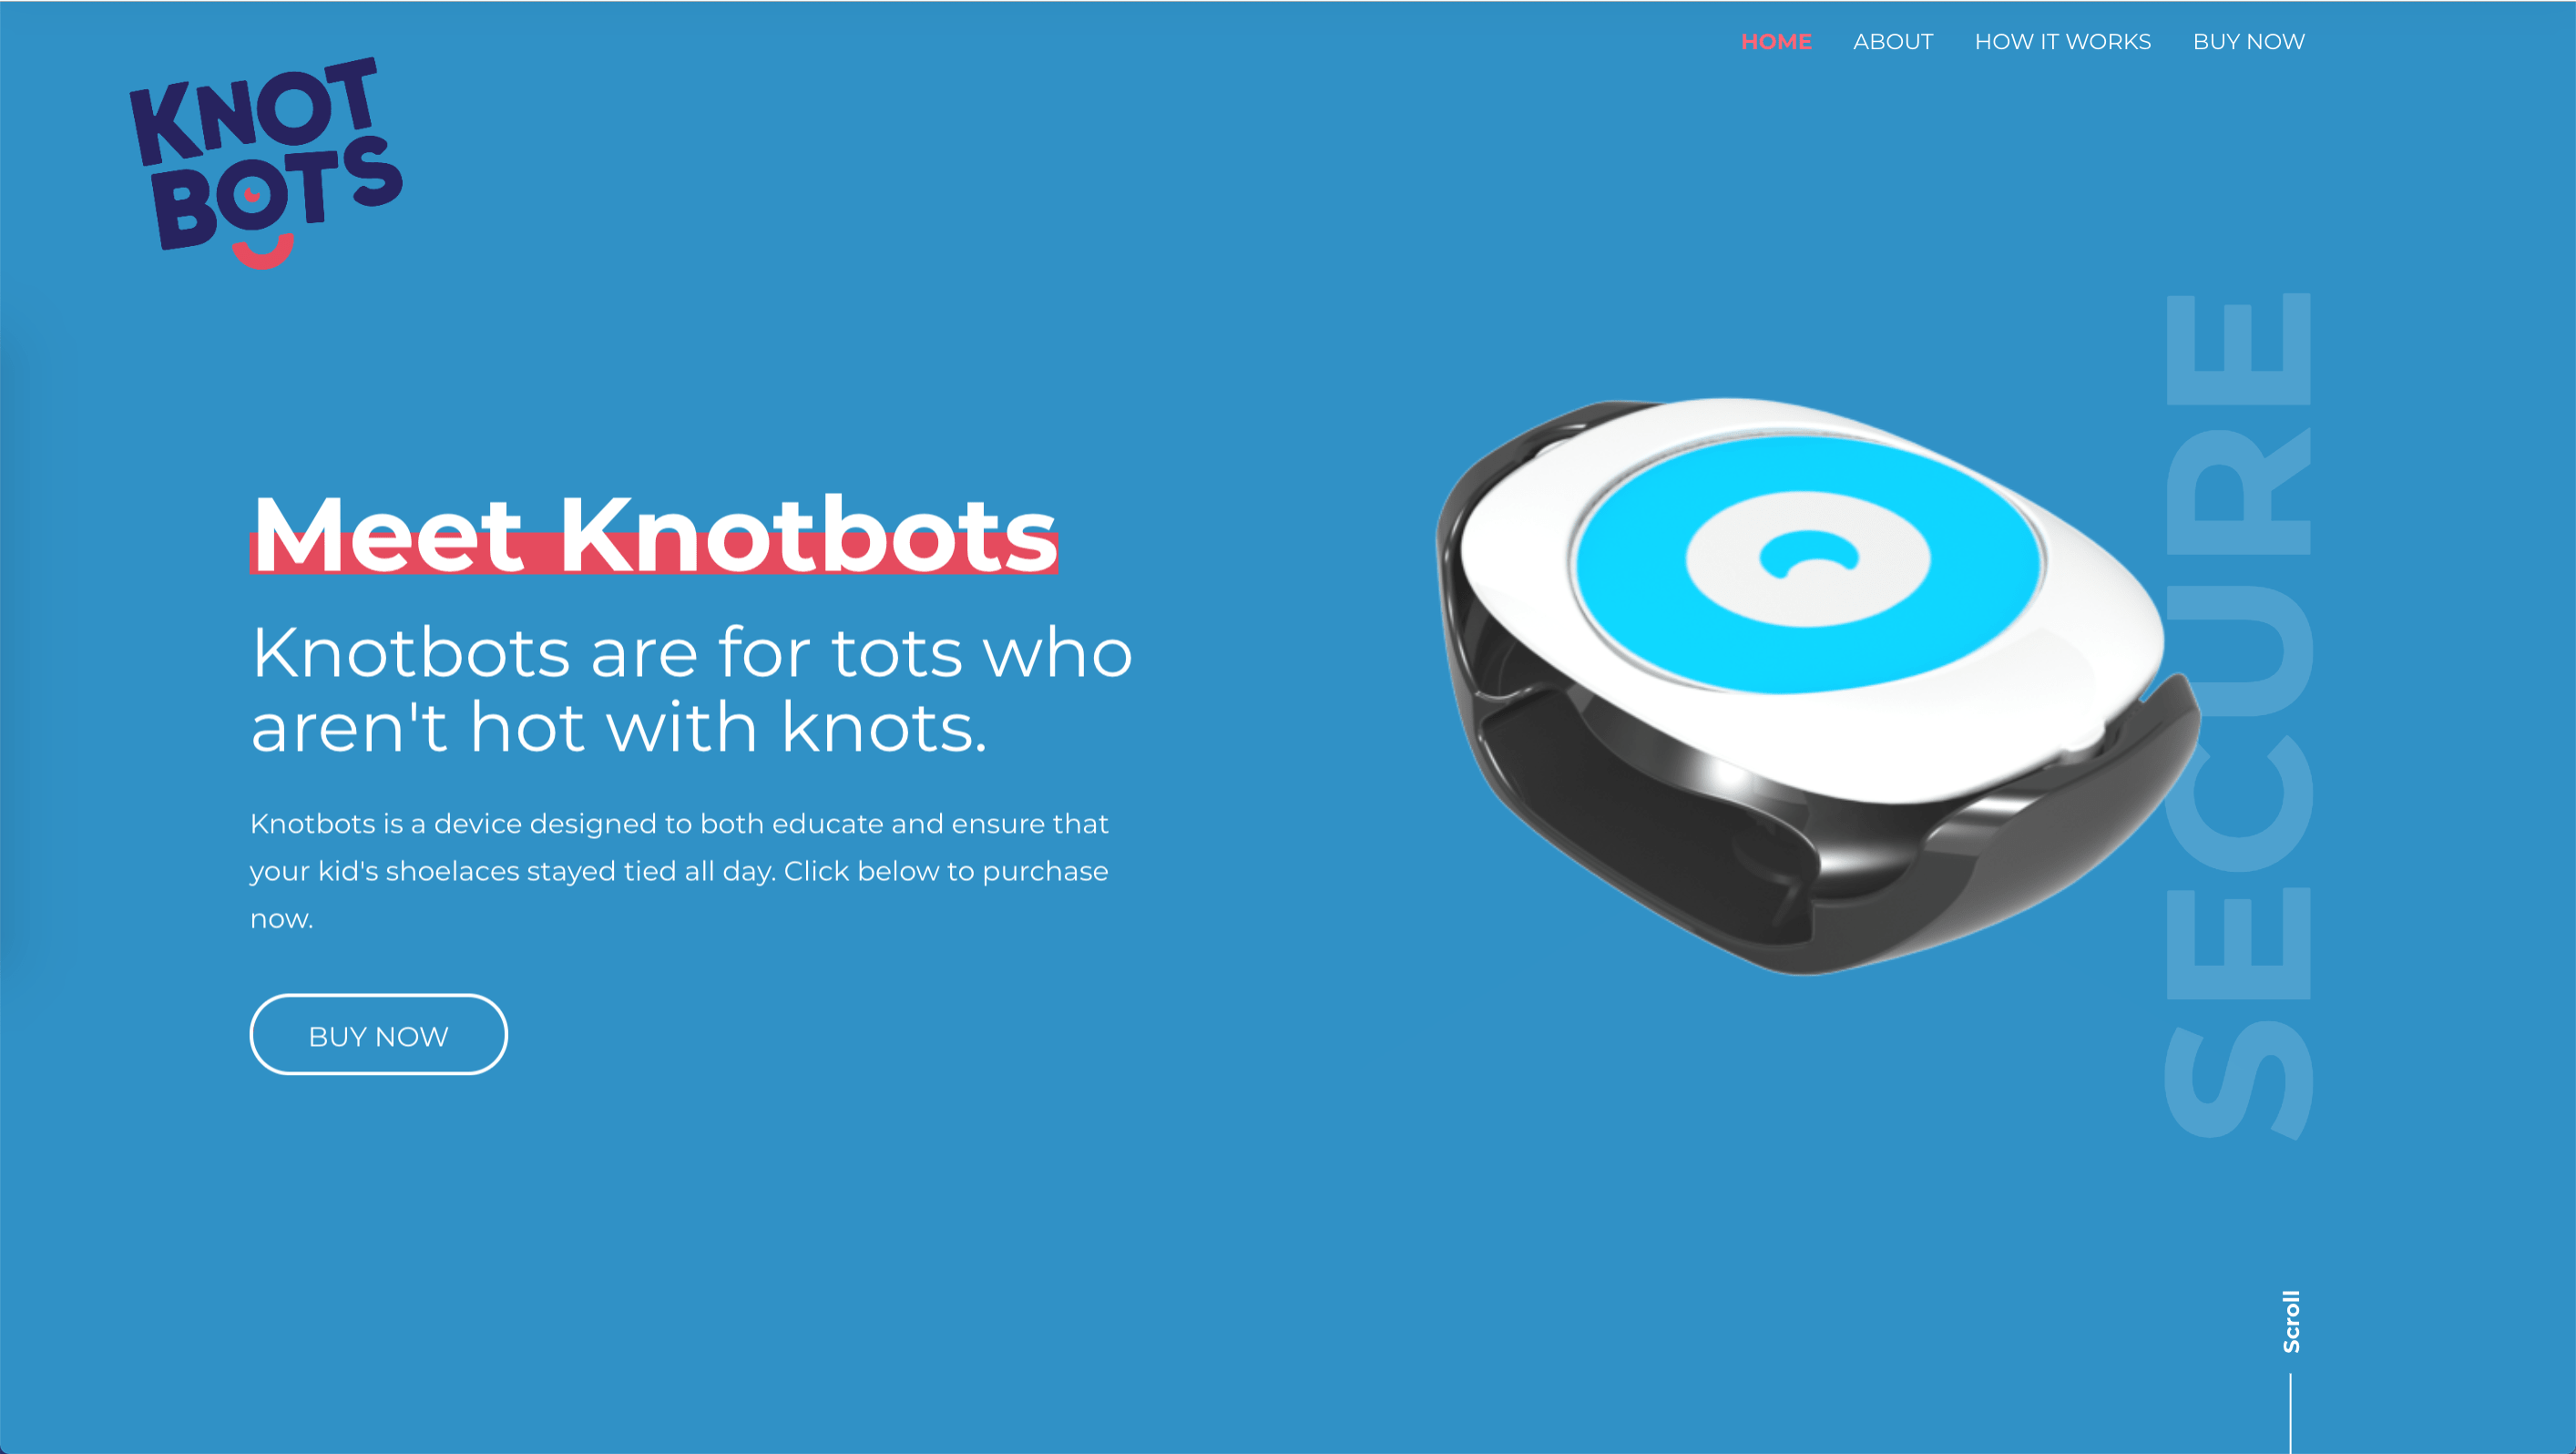 HOME ABOUT HOW IT WORKS BUY NOW
KNOT
BOTS
Meet Knotbots
Knotbots are for tots who
aren't hot with knots.
Knotbots is a device designed to both educate and ensure that
your kid's shoelaces stayed tied all day. Click below to purchase
now.
BUY NOW
SECURE
Scroll